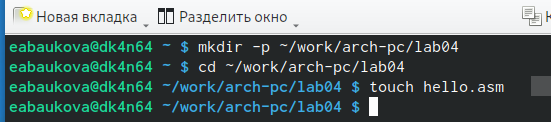 Новая вкладка Разделить окно К
eabaukova@dk4n64 ~ $ mkdir -p ~/work/arch-pc/lab04
eabaukova@dk4n64 ~ $ cd ~/work/arch-pc/lab04
eabaukova@dk4n64 ~/work/arch-pc/lab04 $ touch hello.asm
eabaukova@dk4n64 ~/work/arch-pc/lab04 $